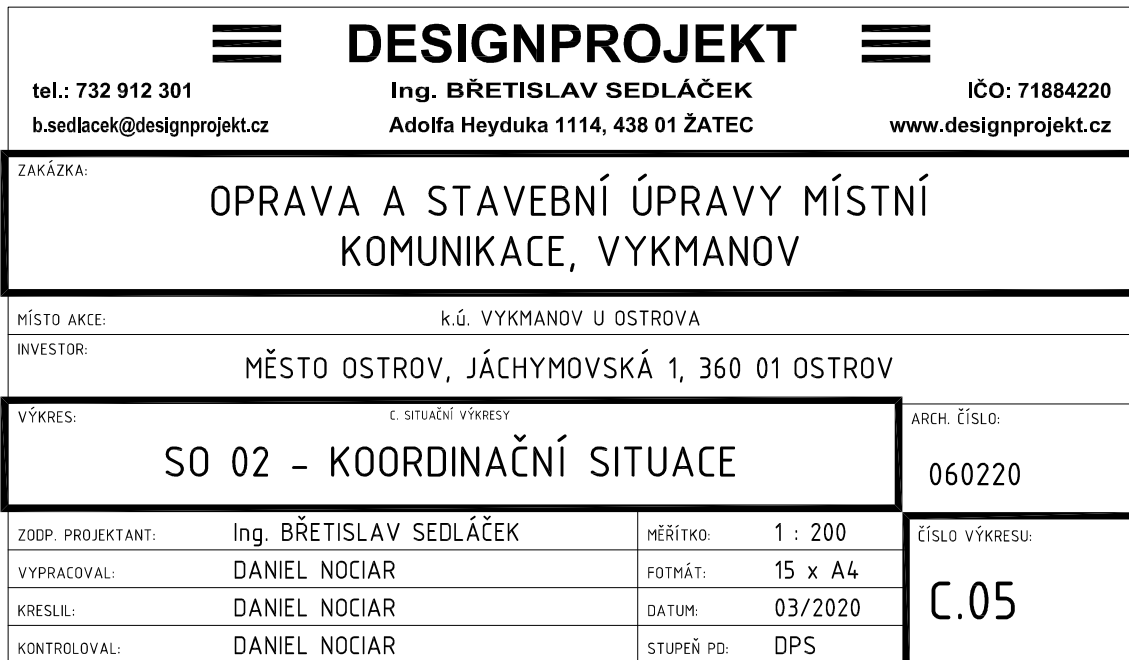 DESIGNPROJEKT
tel.: 732 912 301 Ing. BŘETISLAV SEDLÁČEK IČO: 71884220
b.sedlacek@designprojekt.cz Adolfa Heyduka 1114, 438 01 ŽATEC www.designprojekt.cz
ZAKÁZKA:
OPRAVA A STAVEBNÍ ÚPRAVY MÍSTNÍ
KOMUNIKACE, VYKMANOV
MÍSTO AKCE: k.ú. VYKMANOV U OSTROVA
INVESTOR:
MĚSTO OSTROV, JÁCHYMOVSKÁ 1, 360 01 OSTROV
VÝKRES: C. SITUAČNÍ VÝKRESY
SO 02 - KOORDINAČNÍ SITUACE
ARCH. ČÍSLO:
060220
ZODP. PROJEKTANT: Ing. BŘETISLAV SEDLÁČEK MĚŘÍTKO: 1 : 200
VYPRACOVAL: DANIEL NOCIAR FOTMÁT: 15 x A4
KRESLIL: DANIEL NOCIAR DATUM: 03/2020
KONTROLOVAL: DANIEL NOCIAR STUPEŇ PD: DPS
ČÍSLO VÝKRESU:
C.05